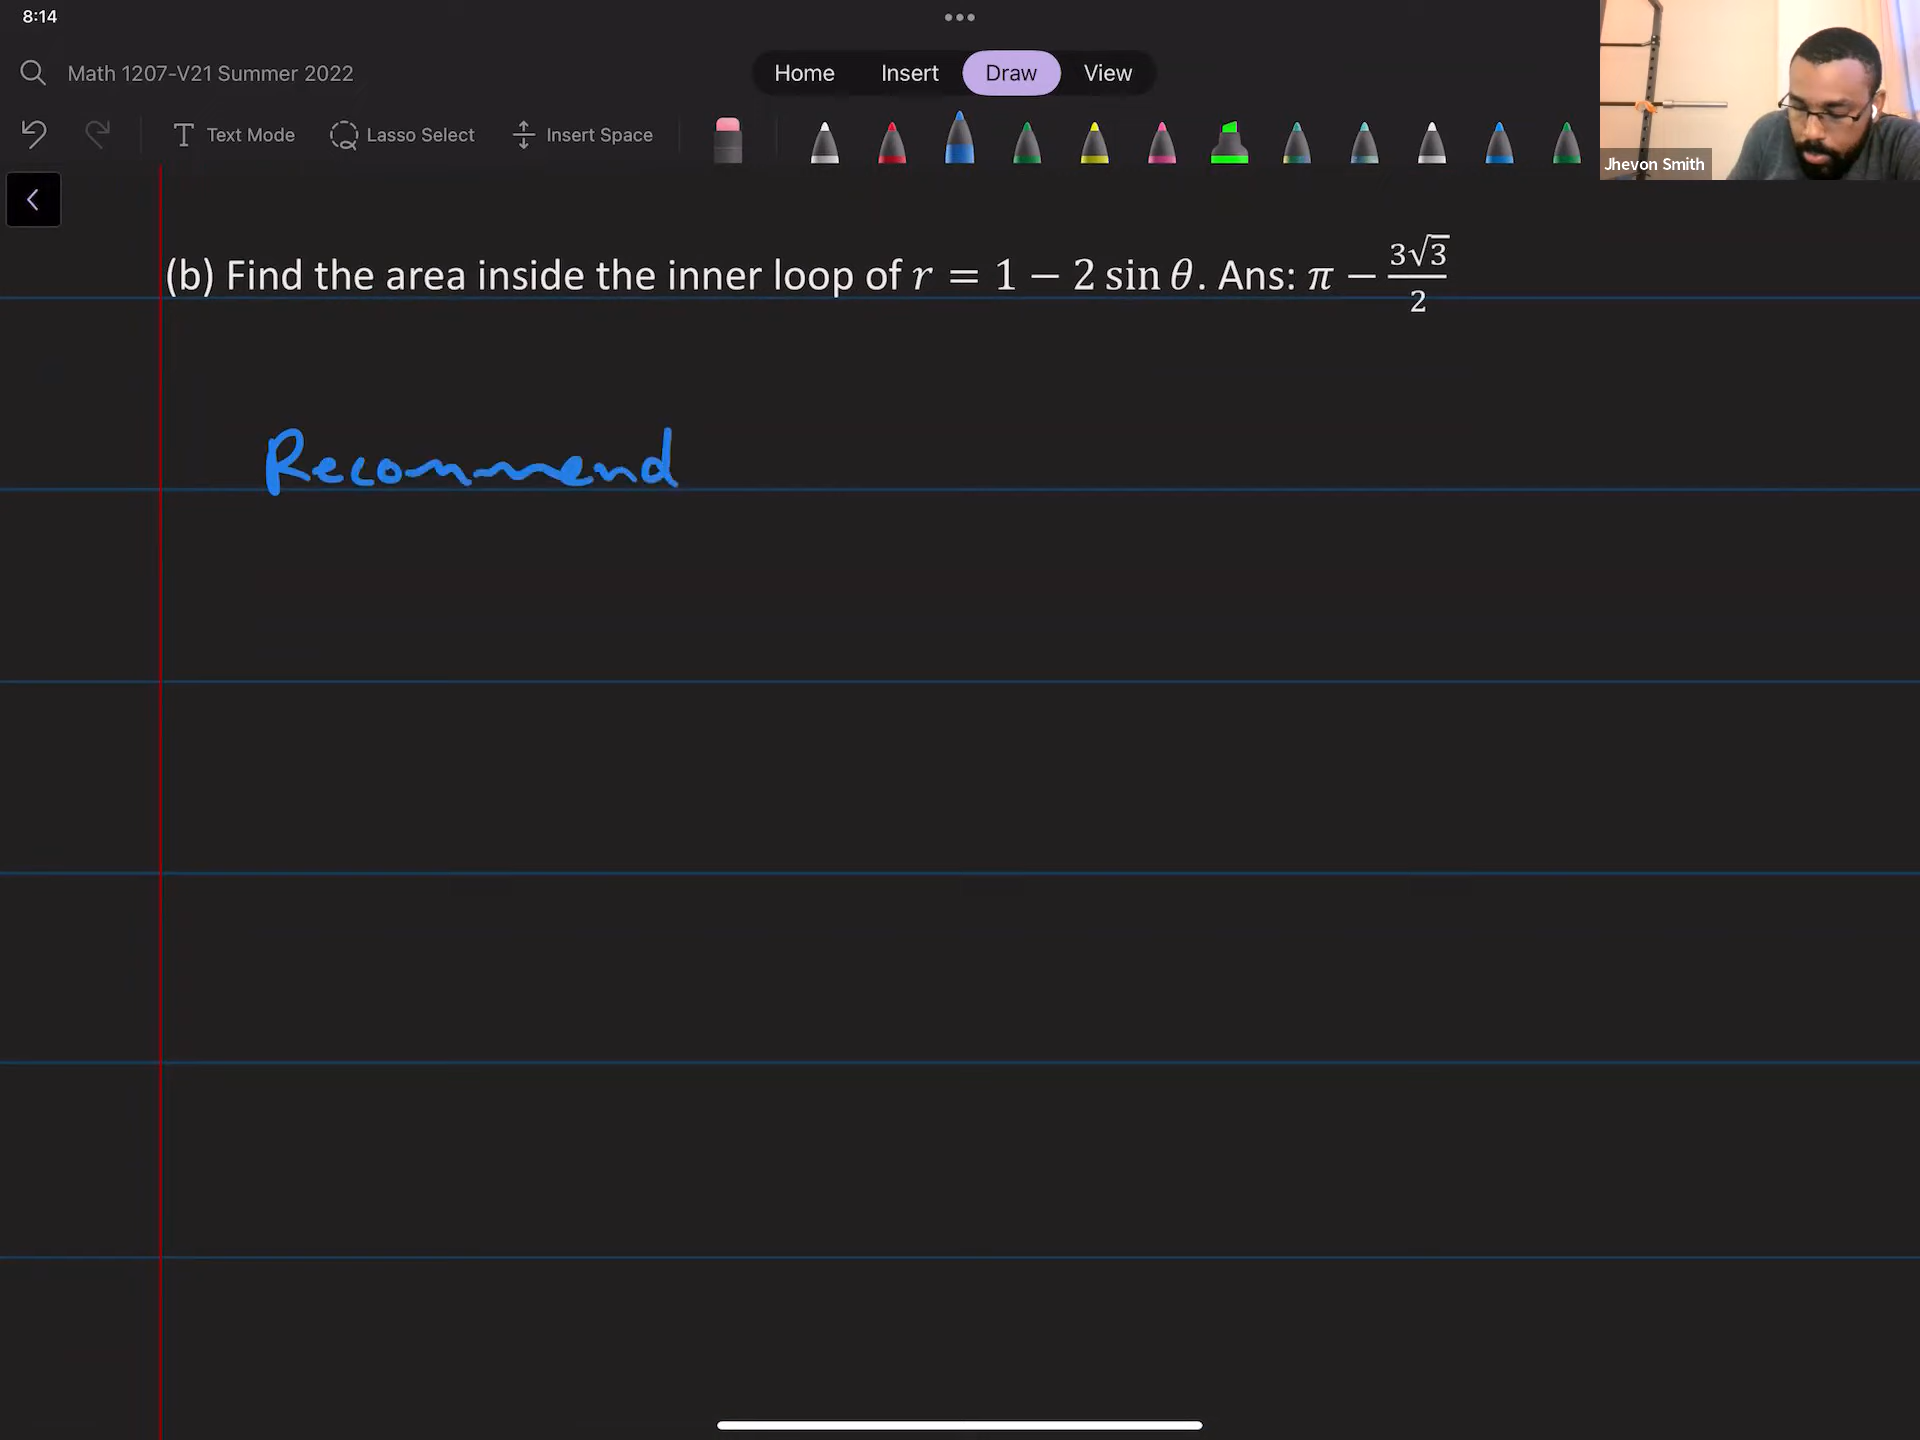 8:14
Math 1207-V21 Summer 2022
Home Insert Draw View
Text Mode Lasso Select Insert Space
Jhevon Smith
(b) Find the area inside the inner loop of r = 1 − 2 sin θ. Ans: π − 3√3/2
Recommend